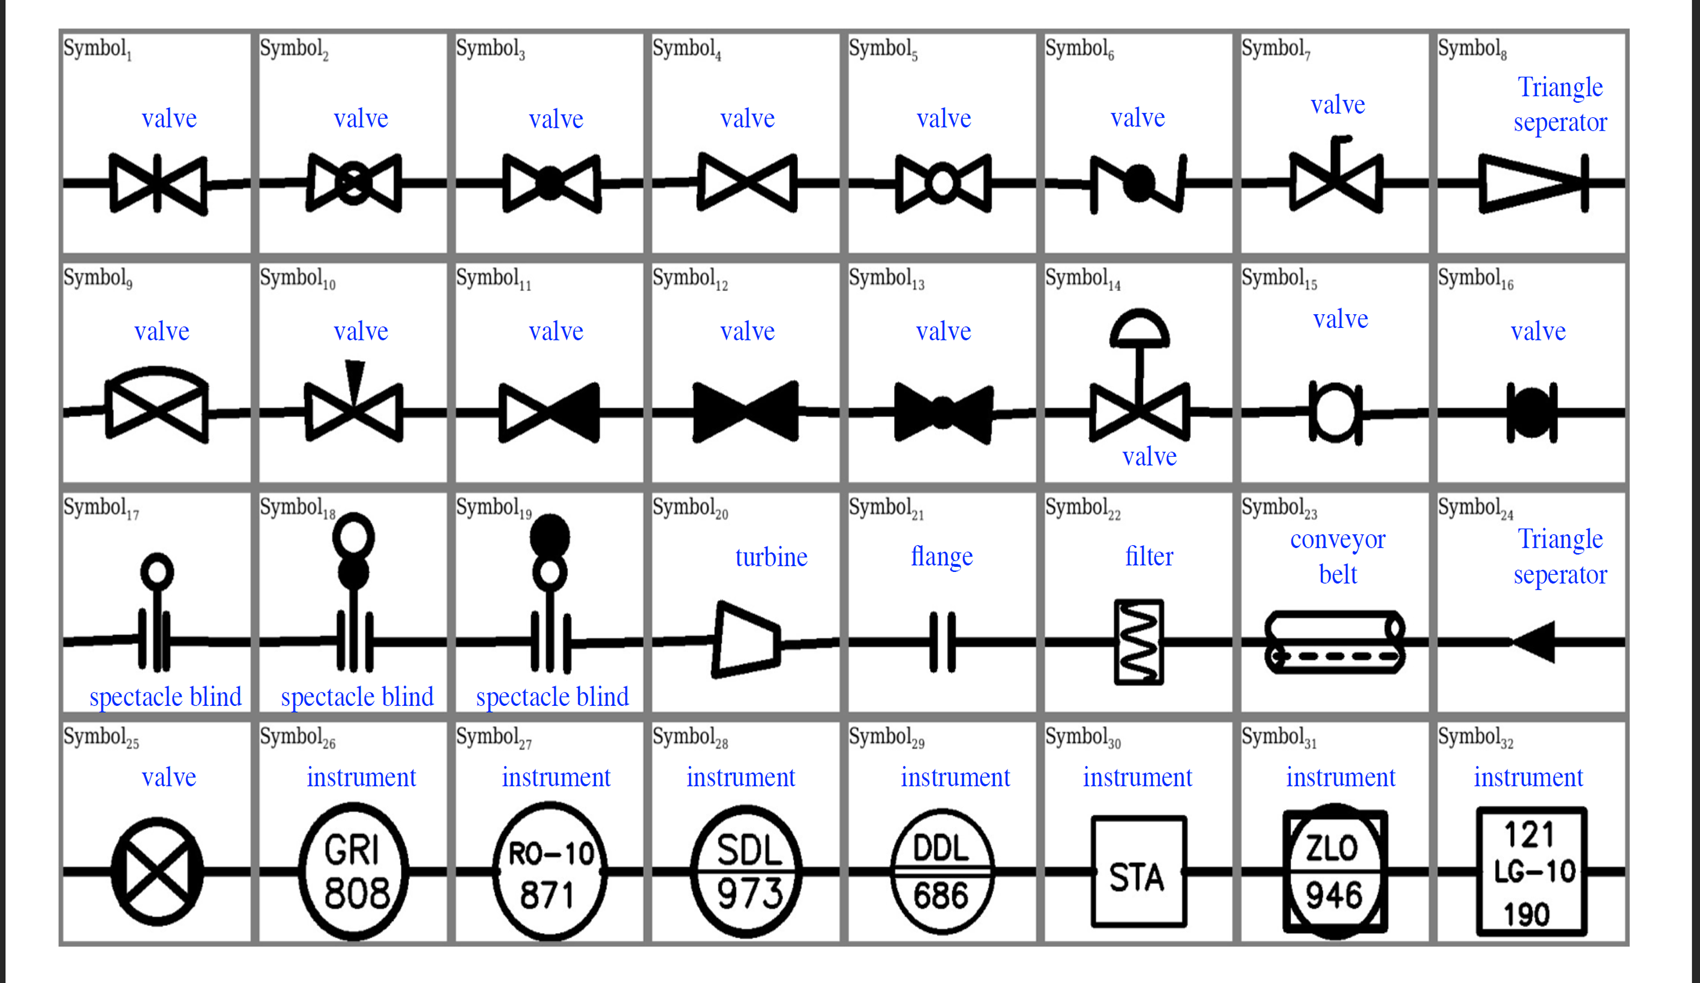 Symbol1
valve
Symbol2
valve
Symbol3
valve
Symbol4
valve
Symbol5
valve
Symbol6
valve
Symbol7
valve
Symbol8
Triangle
seperator
Symbol9
valve
Symbol10
valve
Symbol11
valve
Symbol12
valve
Symbol13
valve
Symbol14
valve
Symbol15
valve
Symbol16
valve
Symbol17
spectacle blind
Symbol18
spectacle blind
Symbol19
spectacle blind
Symbol20
turbine
Symbol21
flange
Symbol22
filter
Symbol23
conveyor
belt
Symbol24
Triangle
seperator
Symbol25
valve
Symbol26
instrument
GRI
808
Symbol27
instrument
RO-10
871
Symbol28
instrument
SDL
973
Symbol29
instrument
DDL
686
Symbol30
instrument
STA
Symbol31
instrument
ZLO
946
Symbol32
instrument
121
LG-10
190